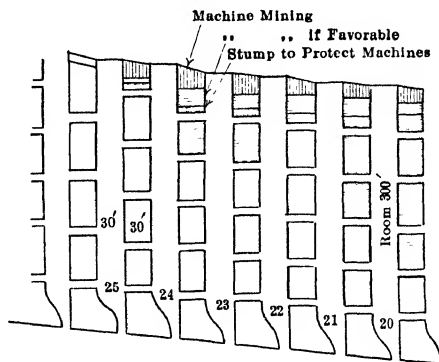 Machine Mining
„ „ if Favorable
Stump to Protect Machines
30′ 30′
Room 300′
25 24 23 22 21 20